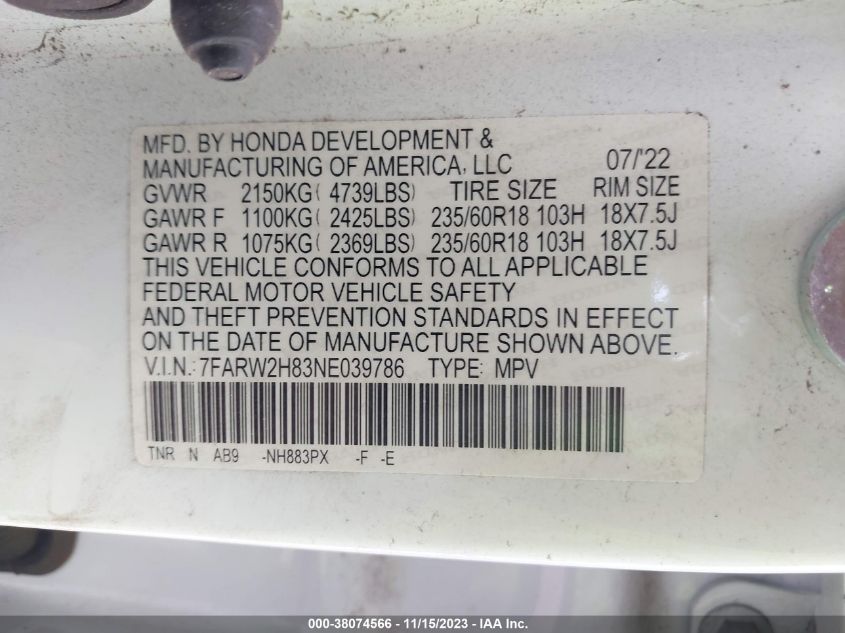 MFD. BY HONDA DEVELOPMENT &
MANUFACTURING OF AMERICA, LLC 07/'22
GVWR 2150KG( 4739LBS) TIRE SIZE RIM SIZE
GAWR F 1100KG( 2425LBS) 235/60R18 103H 18X7.5J
GAWR R 1075KG( 2369LBS) 235/60R18 103H 18X7.5J
THIS VEHICLE CONFORMS TO ALL APPLICABLE
FEDERAL MOTOR VEHICLE SAFETY
AND THEFT PREVENTION STANDARDS IN EFFECT
ON THE DATE OF MANUFACTURE SHOWN ABOVE.
V.I.N.: 7FARW2H83NE039786 TYPE: MPV
TNR N AB9 -NH883PX -F -E
000-38074566 - 11/15/2023 - IAA Inc.